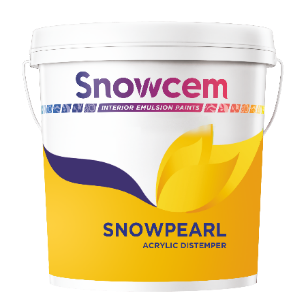 Snowcem
INTERIOR EMULSION PAINTS
SNOWPEARL
ACRYLIC DISTEMPER